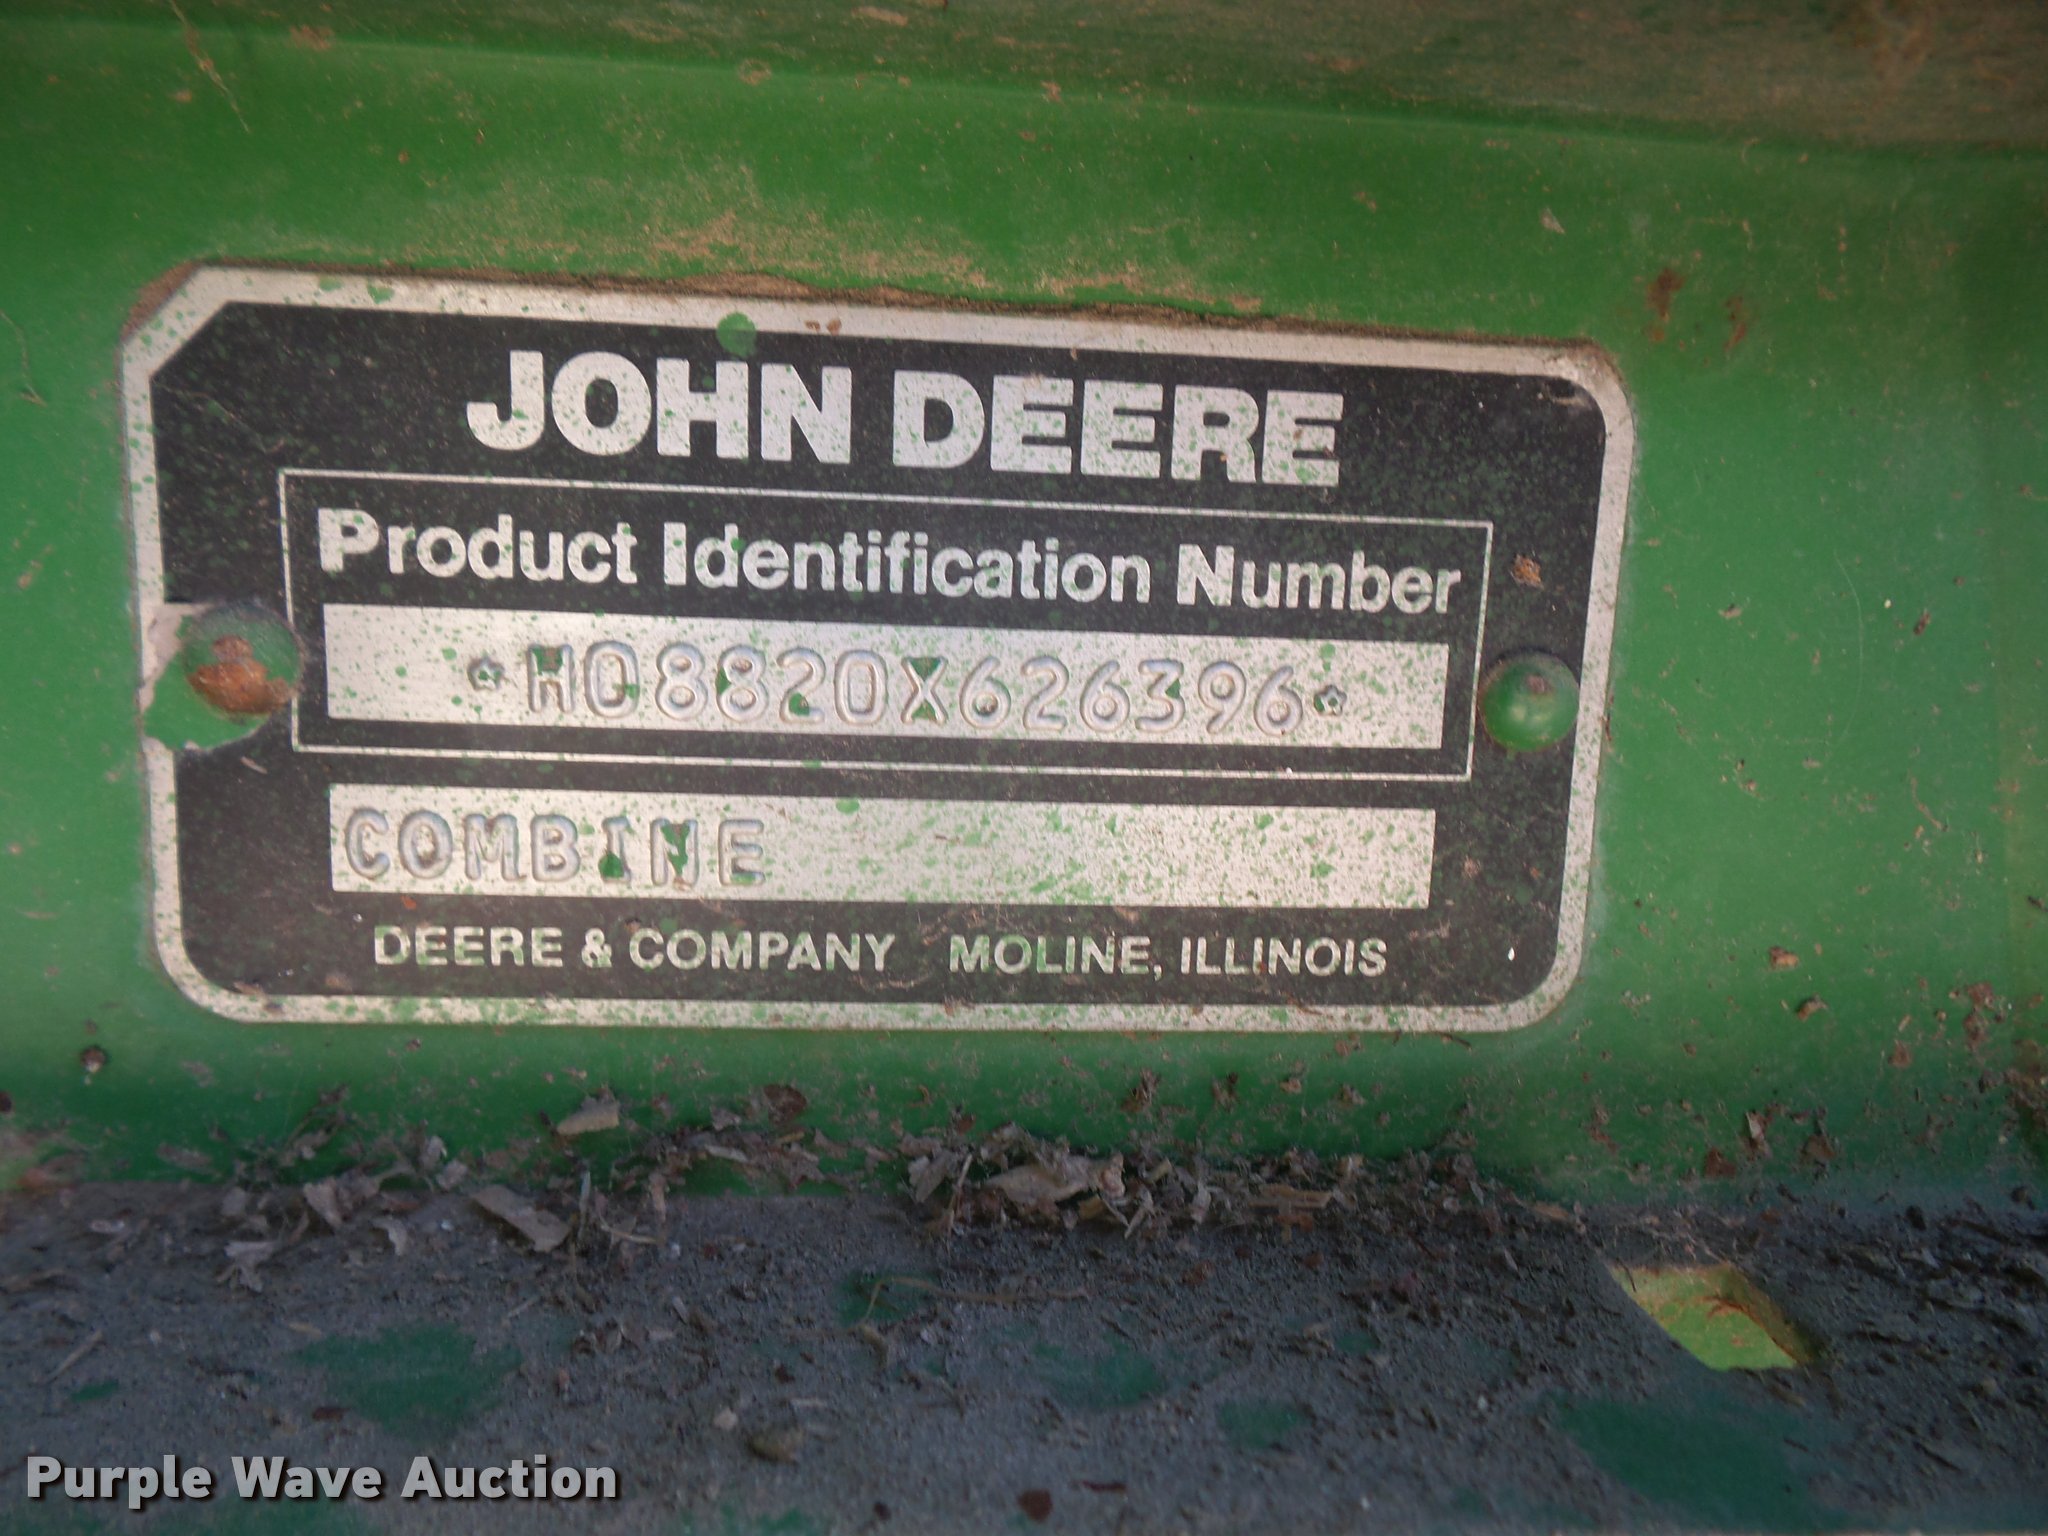 JOHN DEERE
Product Identification Number
*H08820X626396*
COMBINE
DEERE & COMPANY MOLINE, ILLINOIS
Purple Wave Auction